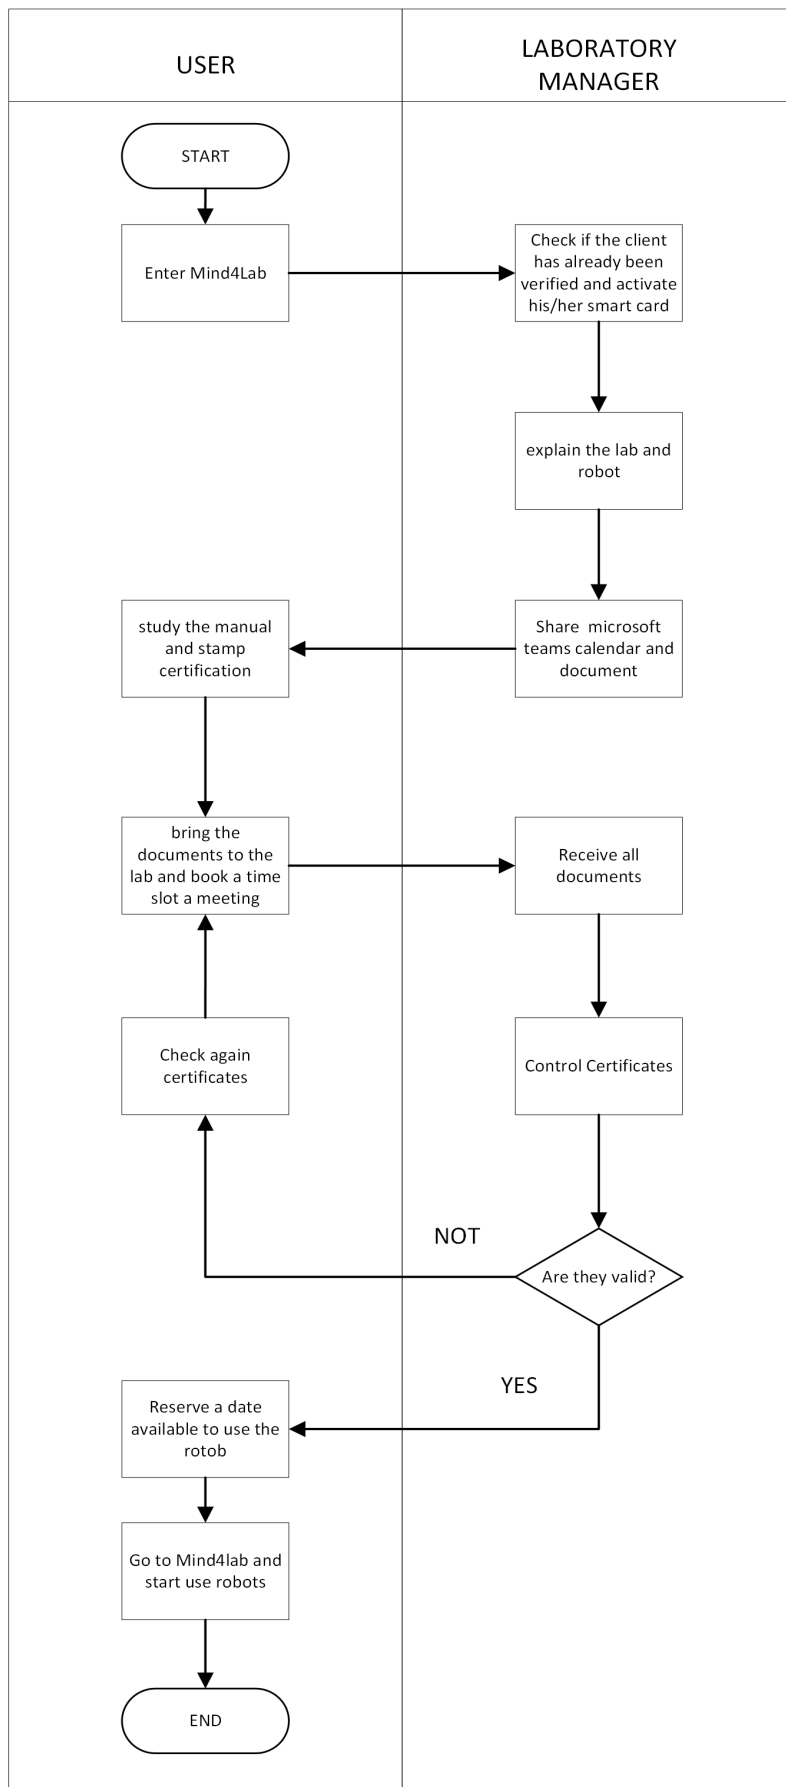 USER
LABORATORY
MANAGER
START
Enter Mind4Lab
Check if the client
has already been
verified and activate
his/her smart card
explain the lab and
robot
Share  microsoft
teams calendar and
document
study the manual
and stamp
certification
bring the
documents to the
lab and book a time
slot a meeting
Receive all
documents
Control Certificates
Check again
certificates
Are they valid?
NOT
YES
Reserve a date
available to use the
rotob
Go to Mind4lab and
start use robots
END